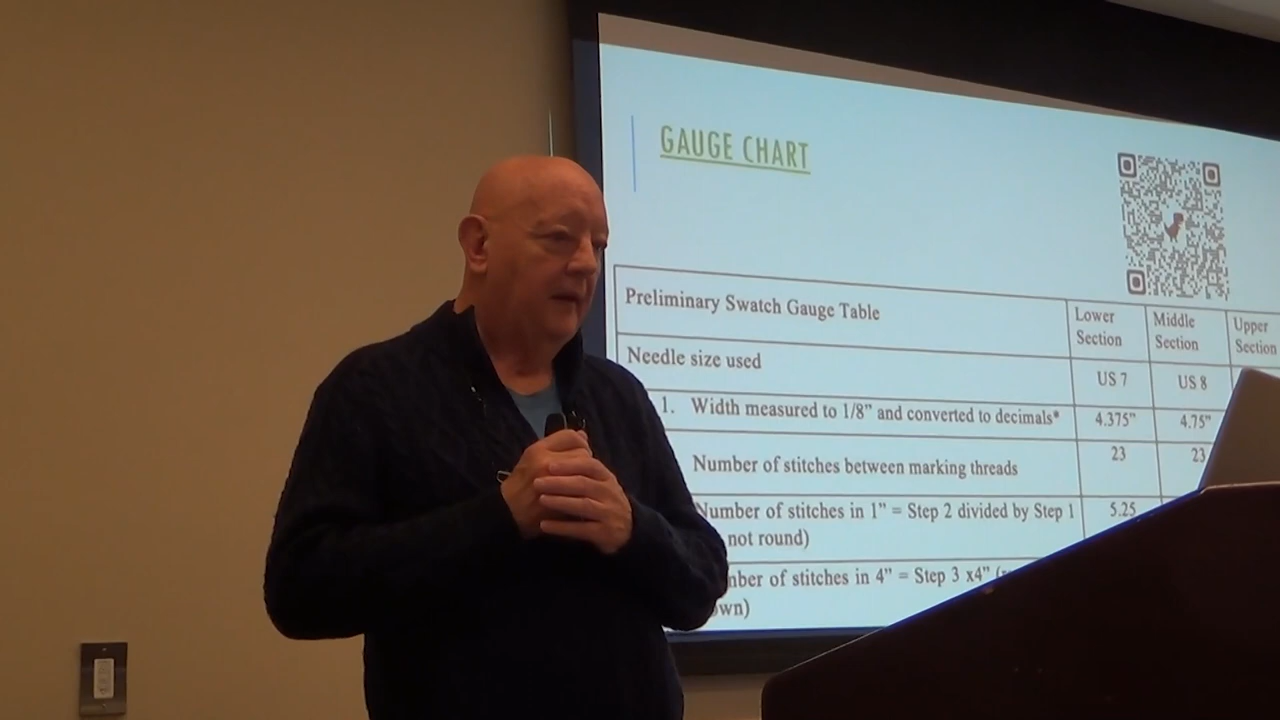 GAUGE CHART
Preliminary Swatch Gauge Table
Lower
Section
Middle
Section
Upper
Section
Needle size used
US 7
US 8
1. Width measured to 1/8” and converted to decimals*
4.375”
4.75”
Number of stitches between marking threads
23
23
Number of stitches in 1” = Step 2 divided by Step 1
not round)
5.25
of stitches in 4” = Step 3 x4”